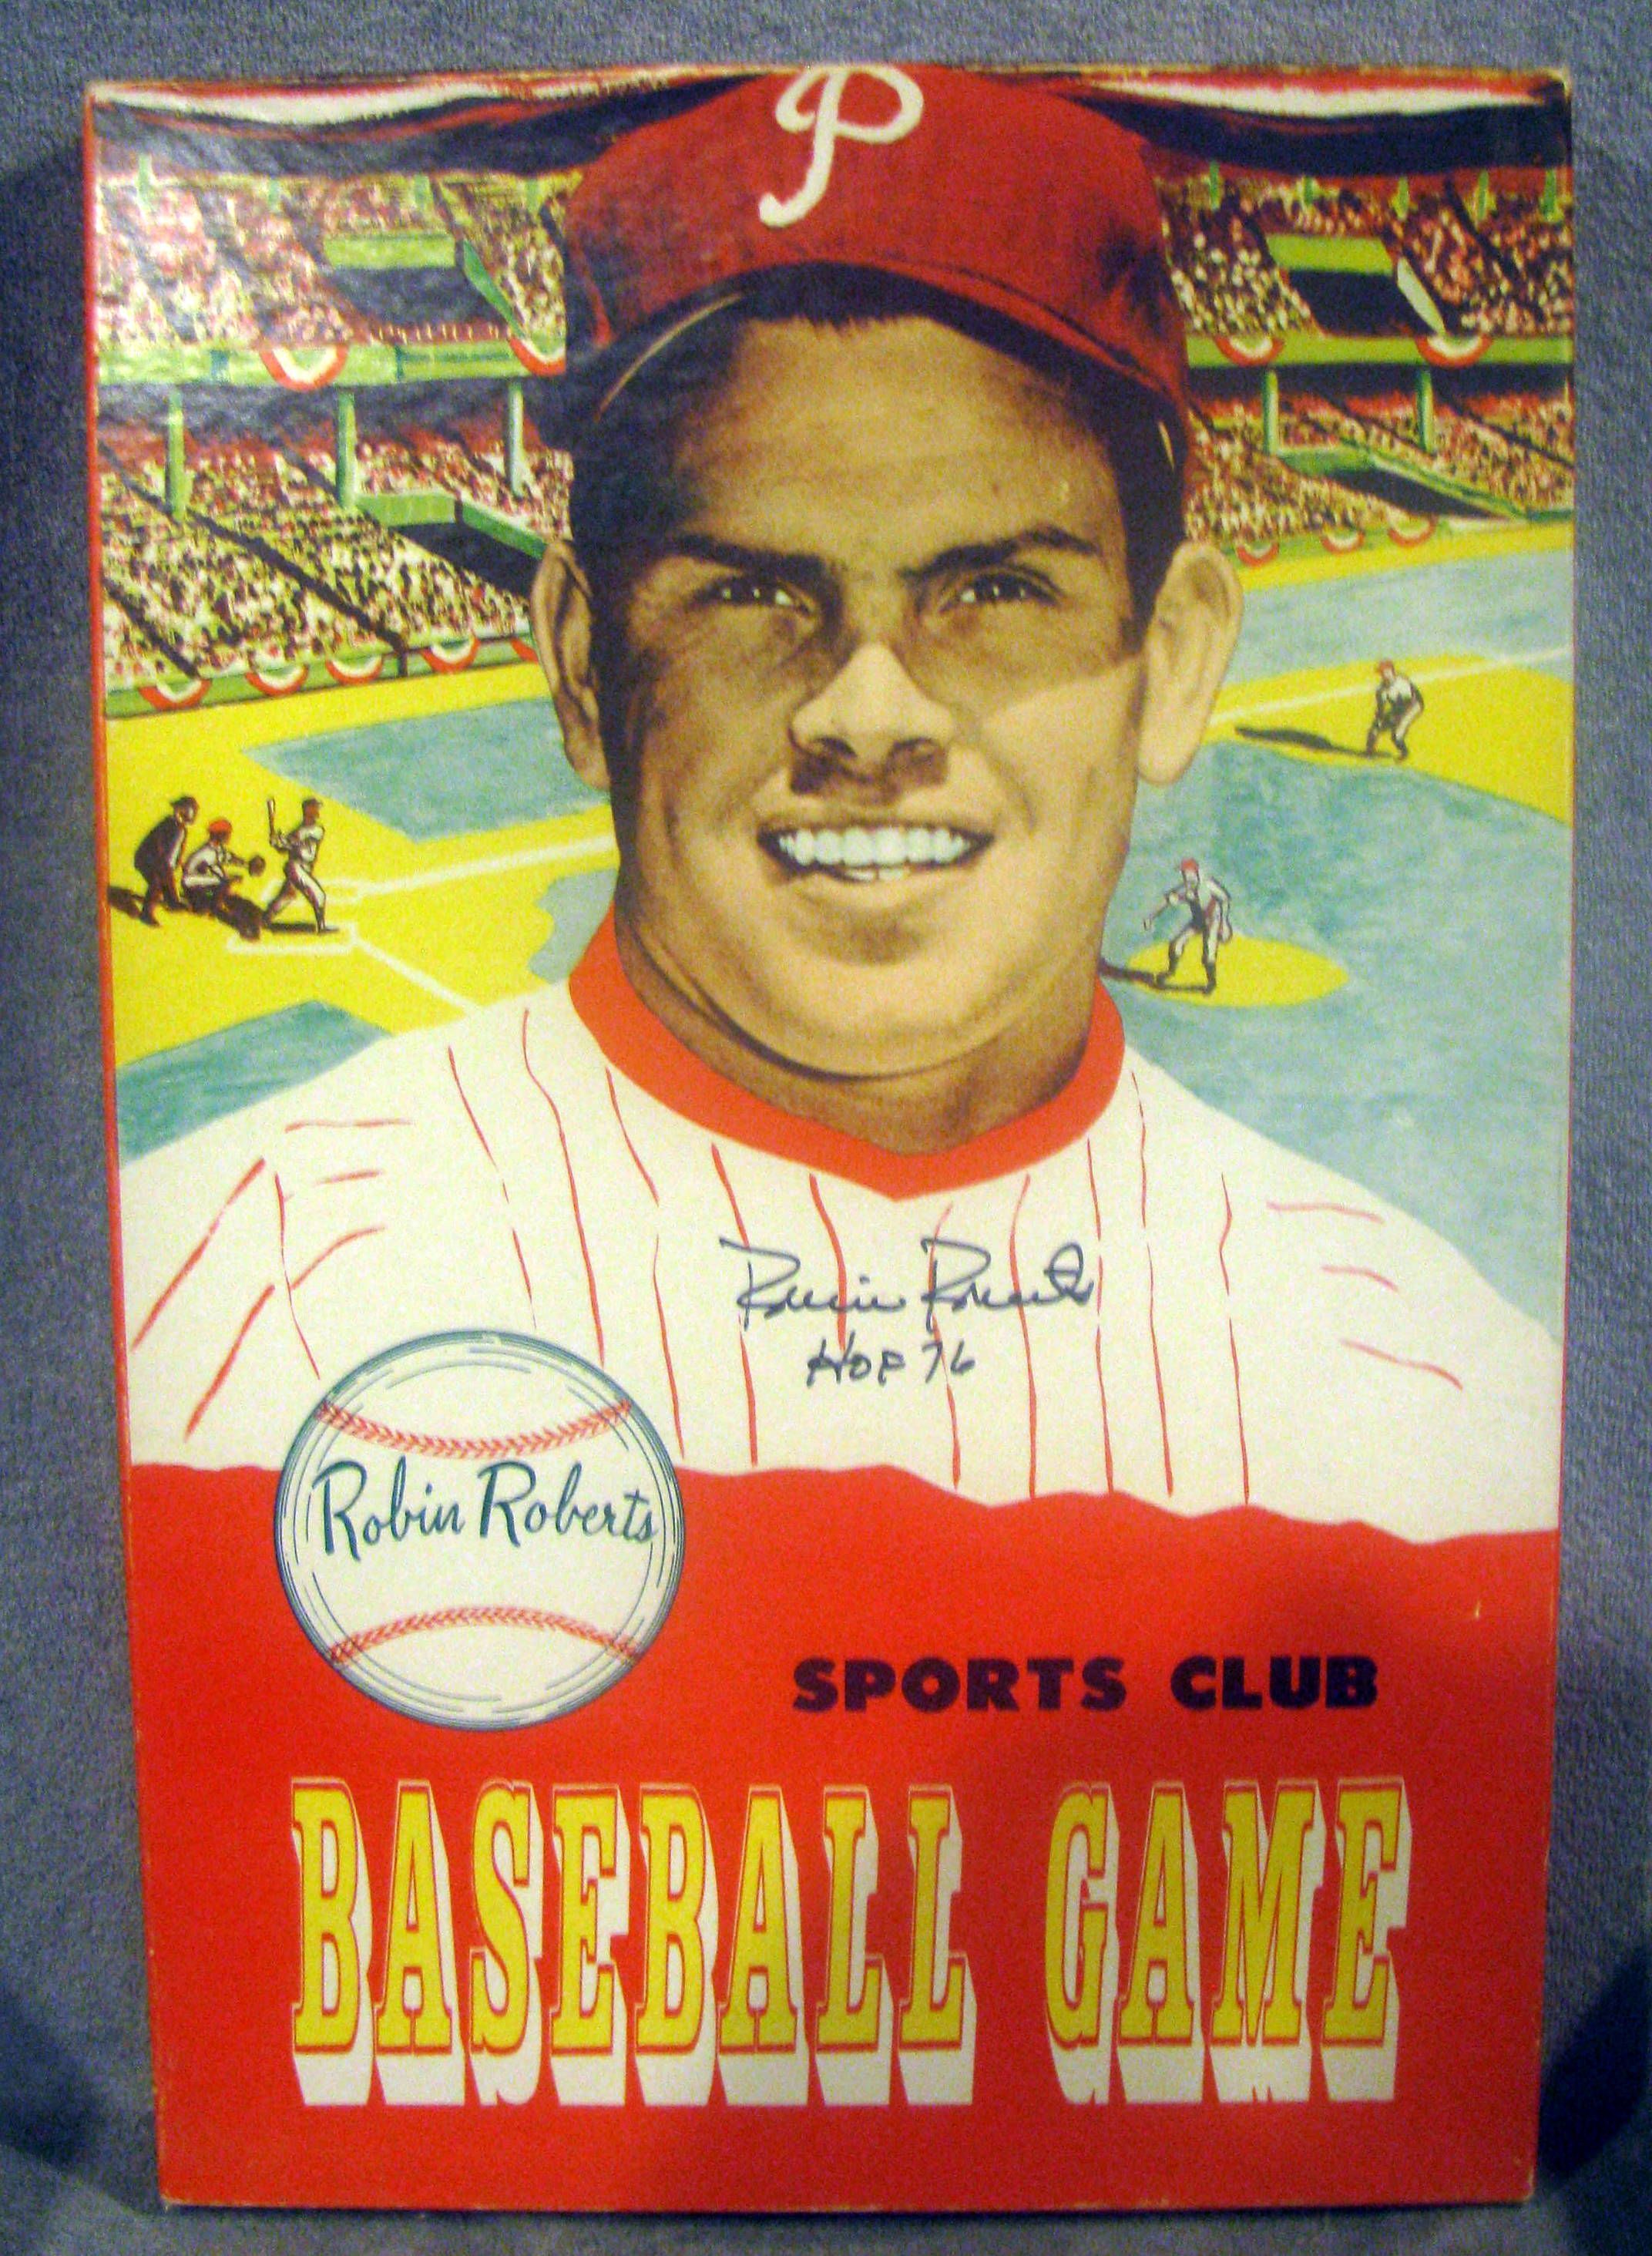 P
Robin Roberts
HOF 76
Robin Roberts
SPORTS CLUB
BASEBALL GAME